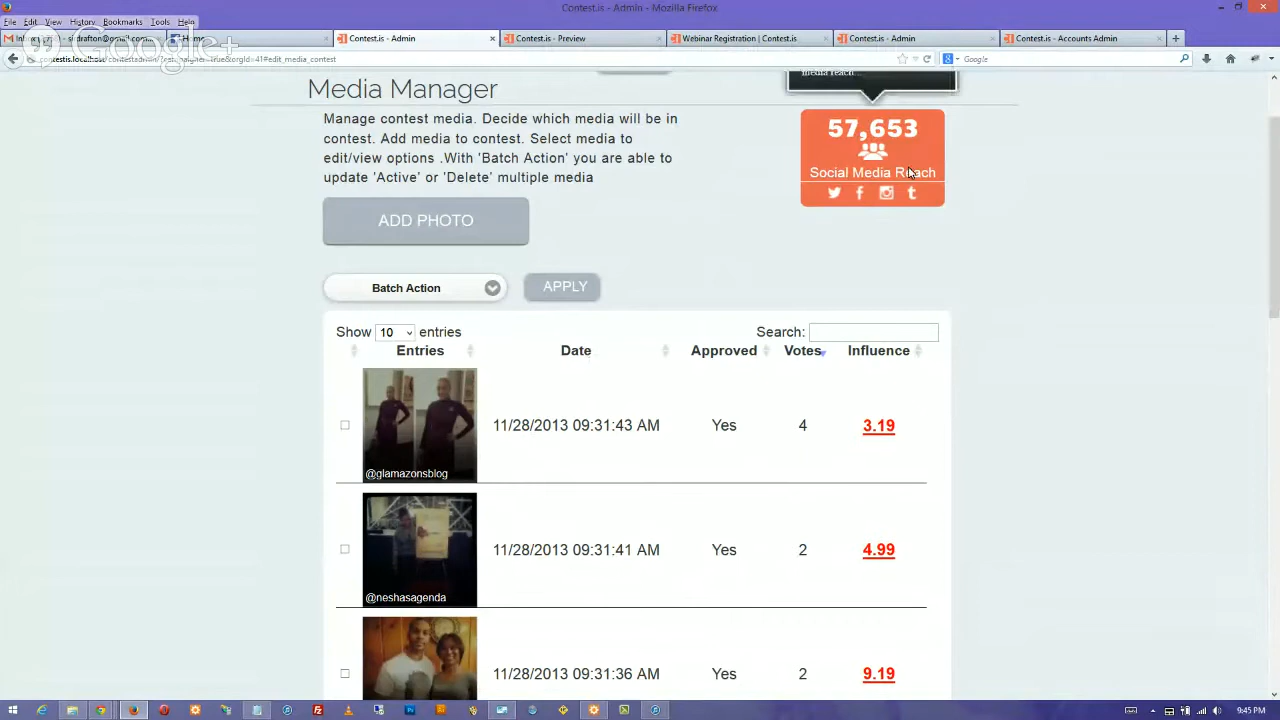 Contest.is - Admin - Mozilla Firefox
File Edit View History Bookmarks Tools Help
Google+
Contest.is - Admin
Contest.is - Preview
Webinar Registration | Contest.is
Contest.is - Admin
Contest.is - Accounts Admin
Google
media reach.
Media Manager
Manage contest media. Decide which media will be in
contest. Add media to contest. Select media to
edit/view options .With 'Batch Action' you are able to
update 'Active' or 'Delete' multiple media
57,653
Social Media Reach
ADD PHOTO
Batch Action
APPLY
Show 10 entries
Search:
Entries Date Approved Votes Influence
11/28/2013 09:31:43 AM Yes 4 3.19
@glamazonsblog
11/28/2013 09:31:41 AM Yes 2 4.99
@neshasagenda
11/28/2013 09:31:36 AM Yes 2 9.19
9:45 PM